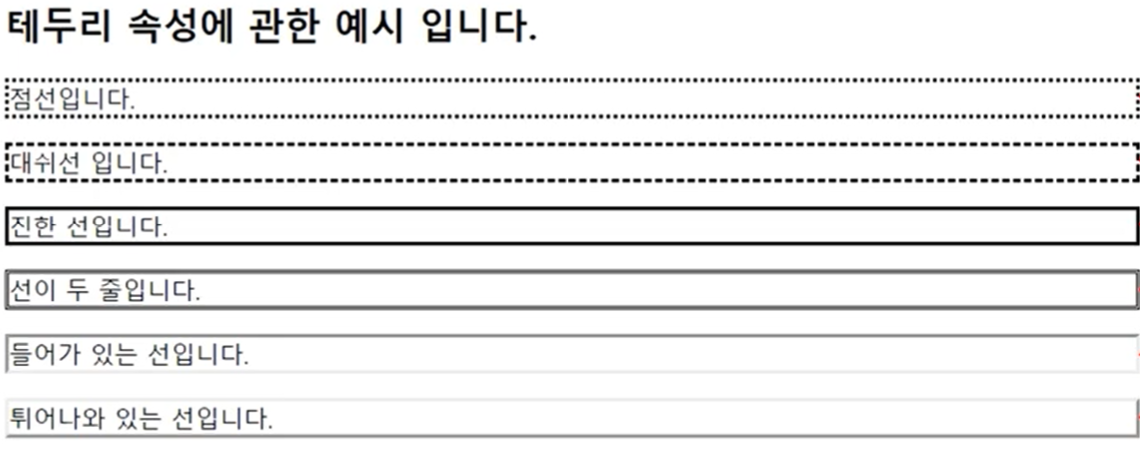 테두리 속성에 관한 예시 입니다.
점선입니다.
대쉬선 입니다.
진한 선입니다.
선이 두 줄입니다.
들어가 있는 선입니다.
튀어나와 있는 선입니다.